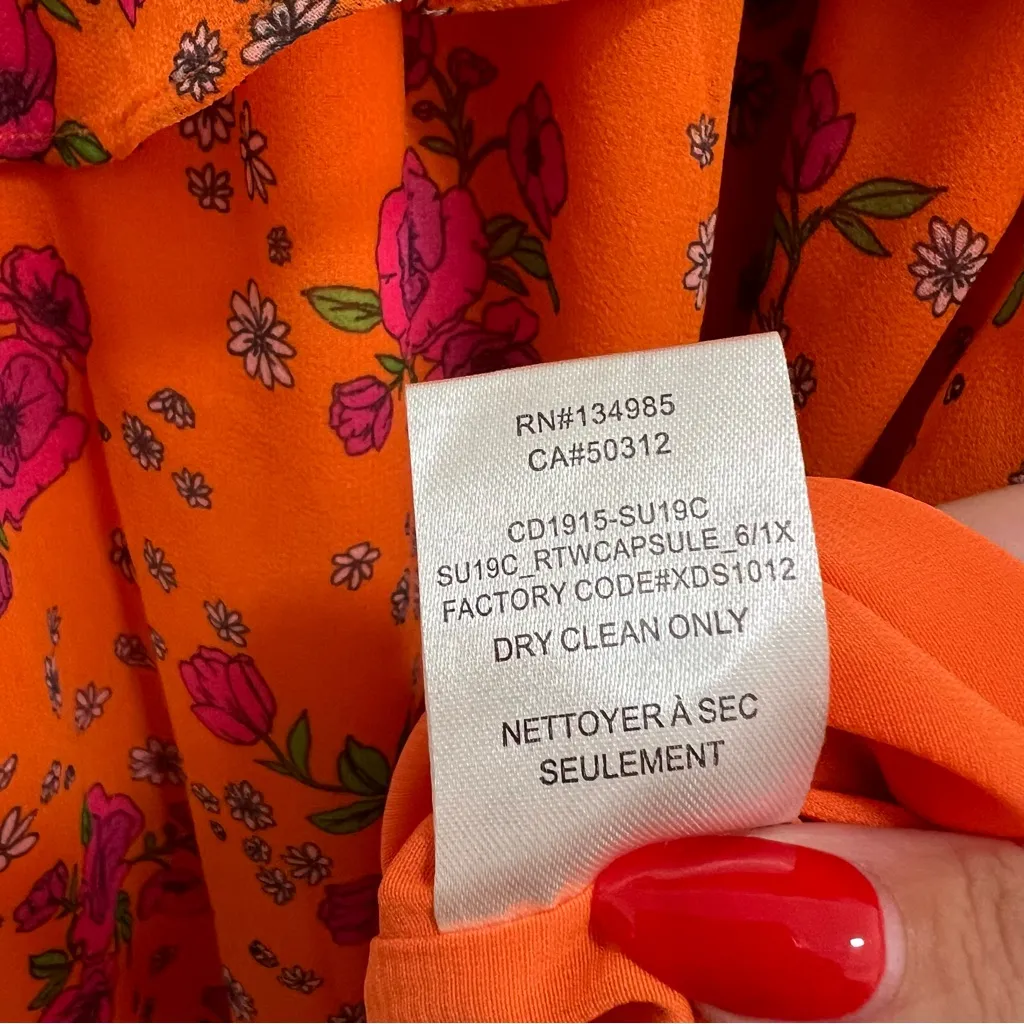 RN#134985
CA#50312
CD1915-SU19C
SU19C_RTWCAPSULE_6/1X
FACTORY CODE#XDS1012
DRY CLEAN ONLY
NETTOYER À SEC
SEULEMENT